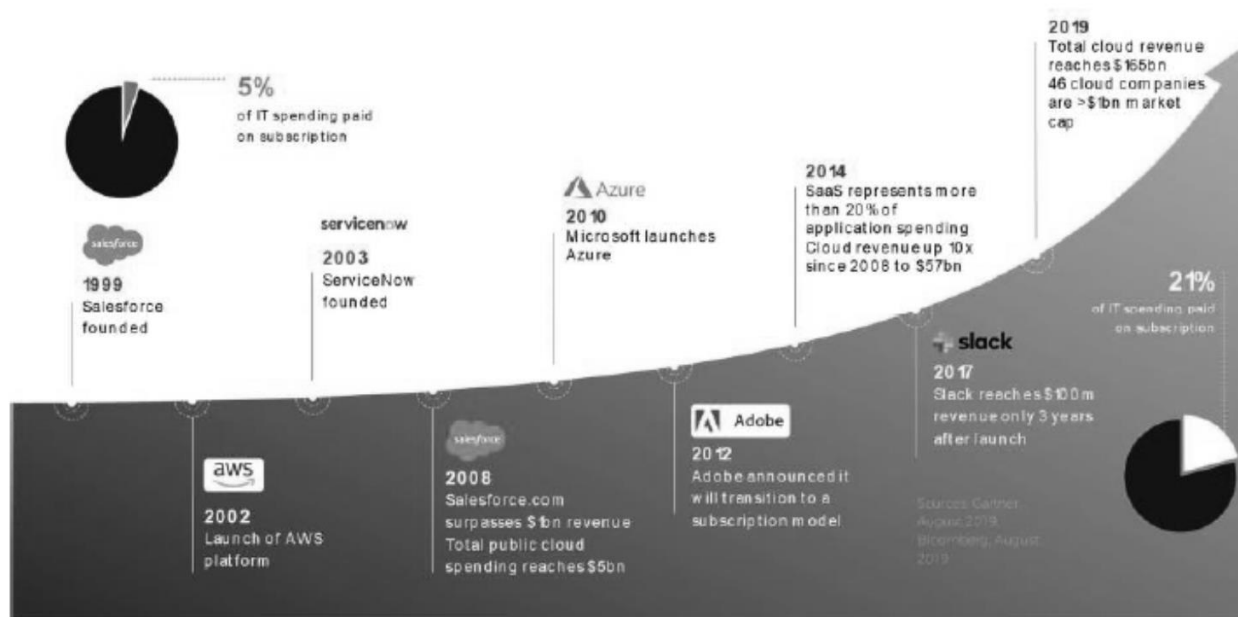 5%
of IT spending paid
on subscription
salesforce
1999
Salesforce
founded
aws
2002
Launch of AWS
platform
servicenow
2003
ServiceNow
founded
salesforce
2008
Salesforce.com
surpasses $1bn revenue
Total public cloud
spending reaches $5bn
Azure
2010
Microsoft launches
Azure
Adobe
2012
Adobe announced it
will transition to a
subscription model
2014
SaaS represents more
than 20% of
application spending
Cloud revenue up 10x
since 2008 to $57bn
slack
2017
Slack reaches $100m
revenue only 3 years
after launch
2019
Total cloud revenue
reaches $165bn
46 cloud companies
are >$1bn market
cap
21%
of IT spending paid
on subscription
Sources: Gartner,
August 2019,
Bloomberg, August
2019